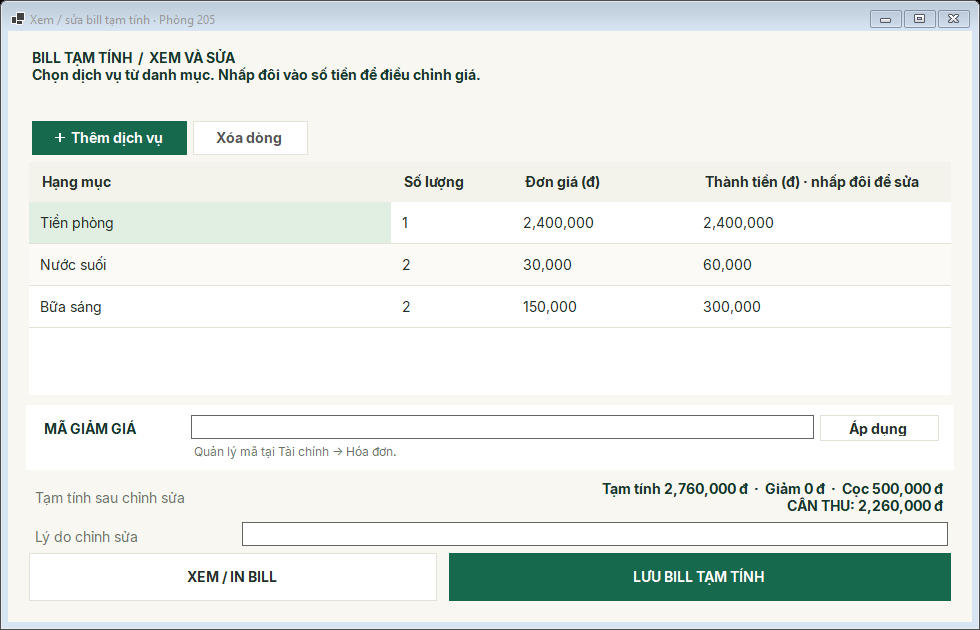 Xem / sửa bill tạm tính · Phòng 205
BILL TẠM TÍNH / XEM VÀ SỬA
Chọn dịch vụ từ danh mục. Nhấp đôi vào số tiền để điều chỉnh giá.
+ Thêm dịch vụ Xóa dòng
Hạng mục Số lượng Đơn giá (đ) Thành tiền (đ) · nhấp đôi để sửa
Tiền phòng 1 2,400,000 2,400,000
Nước suối 2 30,000 60,000
Bữa sáng 2 150,000 300,000
MÃ GIẢM GIÁ Áp dụng
Quản lý mã tại Tài chính → Hóa đơn.
Tạm tính sau chỉnh sửa
Tạm tính 2,760,000 đ · Giảm 0 đ · Cọc 500,000 đ
CẦN THU: 2,260,000 đ
Lý do chỉnh sửa
XEM / IN BILL LƯU BILL TẠM TÍNH